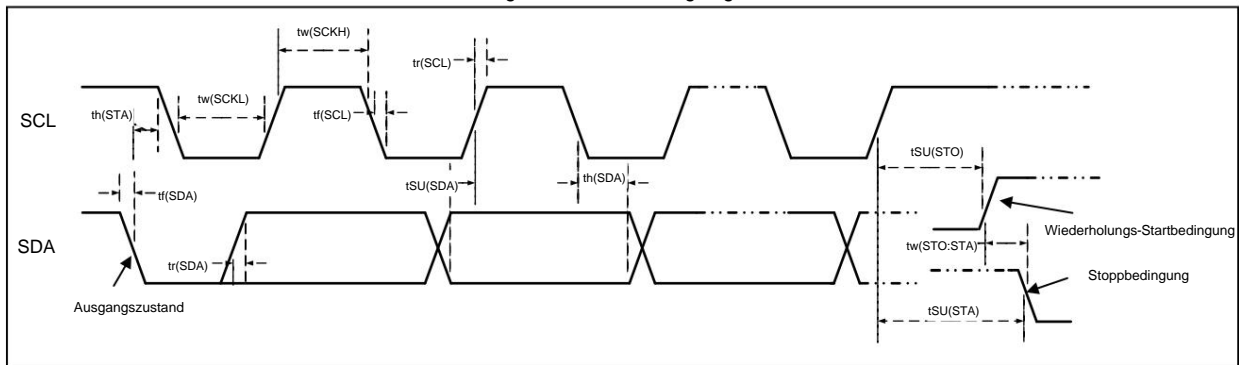 tw(SCKH)
tr(SCL)
tw(SCKL)
th(STA)
tf(SCL)
SCL
tSU(STO)
tSU(SDA)
th(SDA)
tf(SDA)
SDA
Wiederholungs-Startbedingung
tw(STO:STA)
tr(SDA)
Stoppbedingung
Ausgangszustand
tSU(STA)